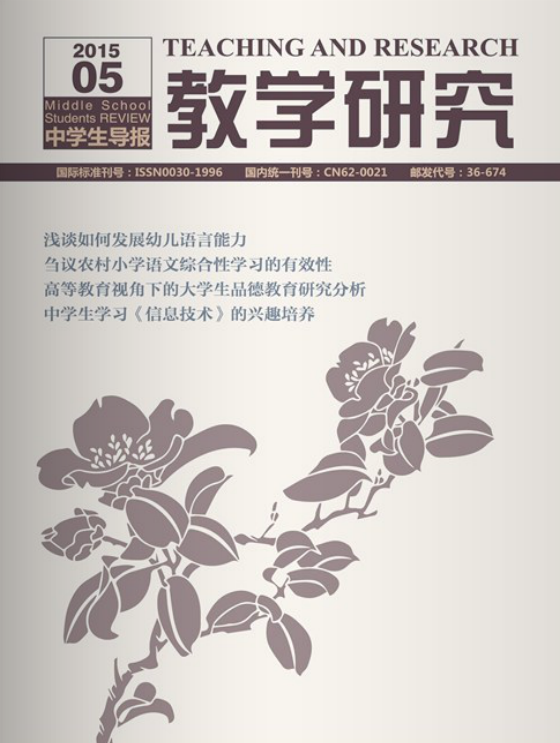 2015
05
Middle School
Students REVIEW
中学生导报
TEACHING AND RESEARCH
教学研究
国际标准刊号：ISSN0030-1996 国内统一刊号：CN62-0021 邮发代号：36-674
浅谈如何发展幼儿语言能力
刍议农村小学语文综合性学习的有效性
高等教育视角下的大学生品德教育研究分析
中学生学习《信息技术》的兴趣培养